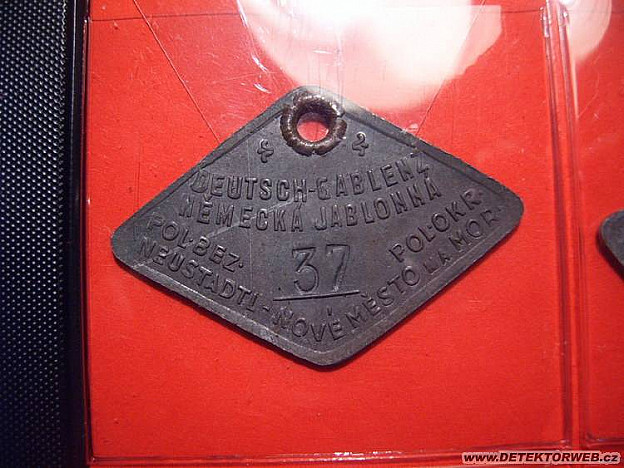 DEUTSCH-GABLENZ
NĚMECKÁ JABLONNÁ
POL·BEZ·
NEUSTADTL - NOVÉ MĚSTO NA MOR·
POL·OKR·
37
www.DETEKTORWEB.cz